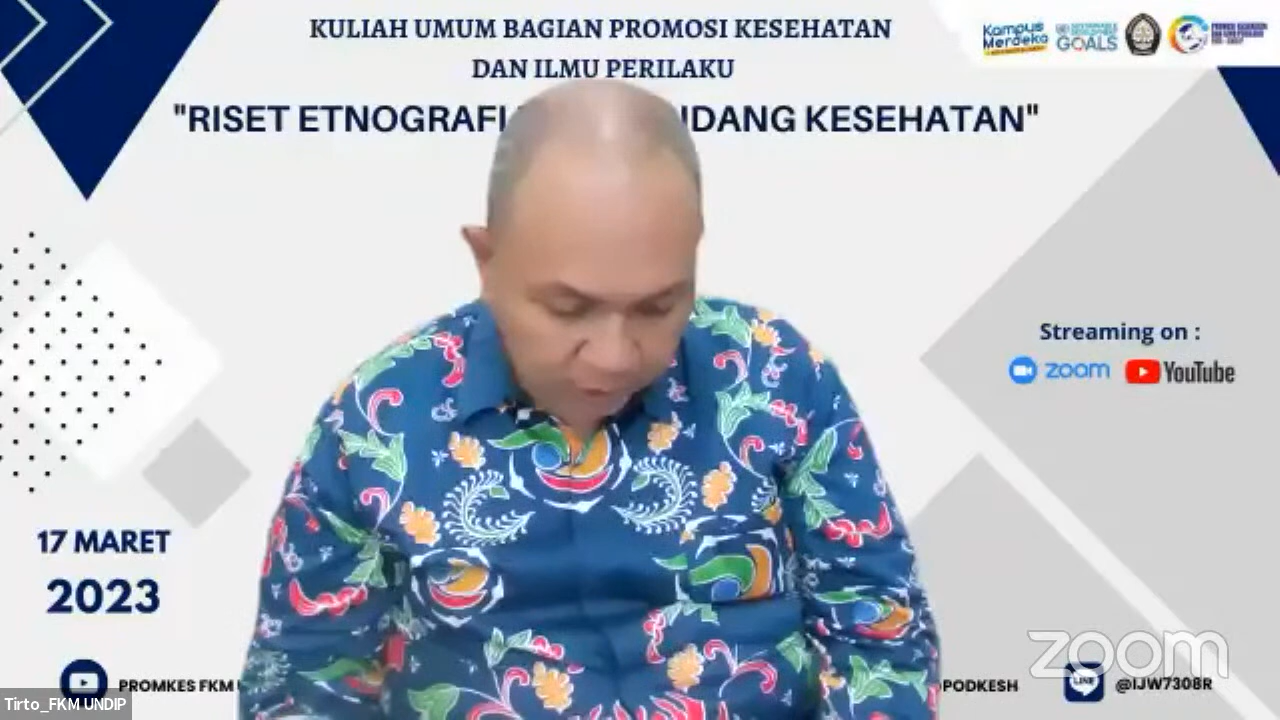 KULIAH UMUM BAGIAN PROMOSI KESEHATAN
DAN ILMU PERILAKU
"RISET ETNOGRAFI IDANG KESEHATAN"
Kampus
Merdeka
GOALS
Streaming on :
zoom YouTube
17 MARET
2023
PROMKES FKM
PODKESH
LINE
@IJW7308R
zoom
Tirto_FKM UNDIP